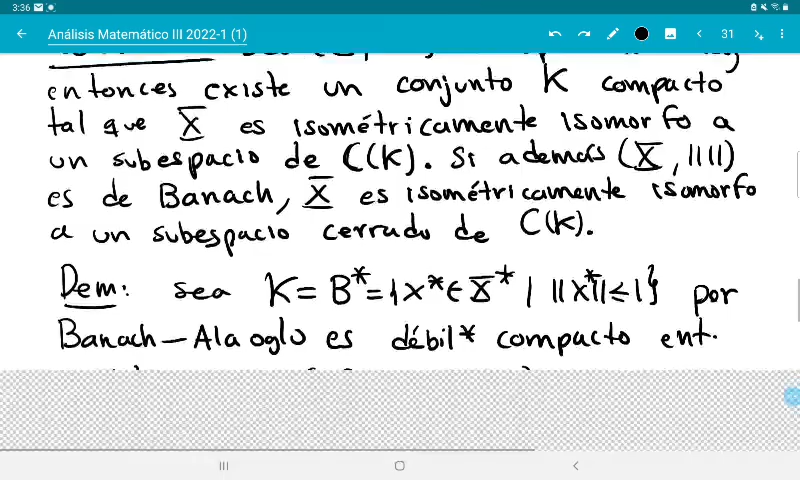 3:36
Análisis Matemático III 2022-1 (1)
31
entonces existe un conjunto K compacto
tal que X es isométricamente isomorfo a
un subespacio de C(K). Si además (X, ||||)
es de Banach, X es isométricamente isomorfo
a un subespacio cerrado de C(K).
Dem: sea K = B* = {x* ∈ X* | ||x*|| ≤ 1} por
Banach-Alaoglu es débil* compacto ent.